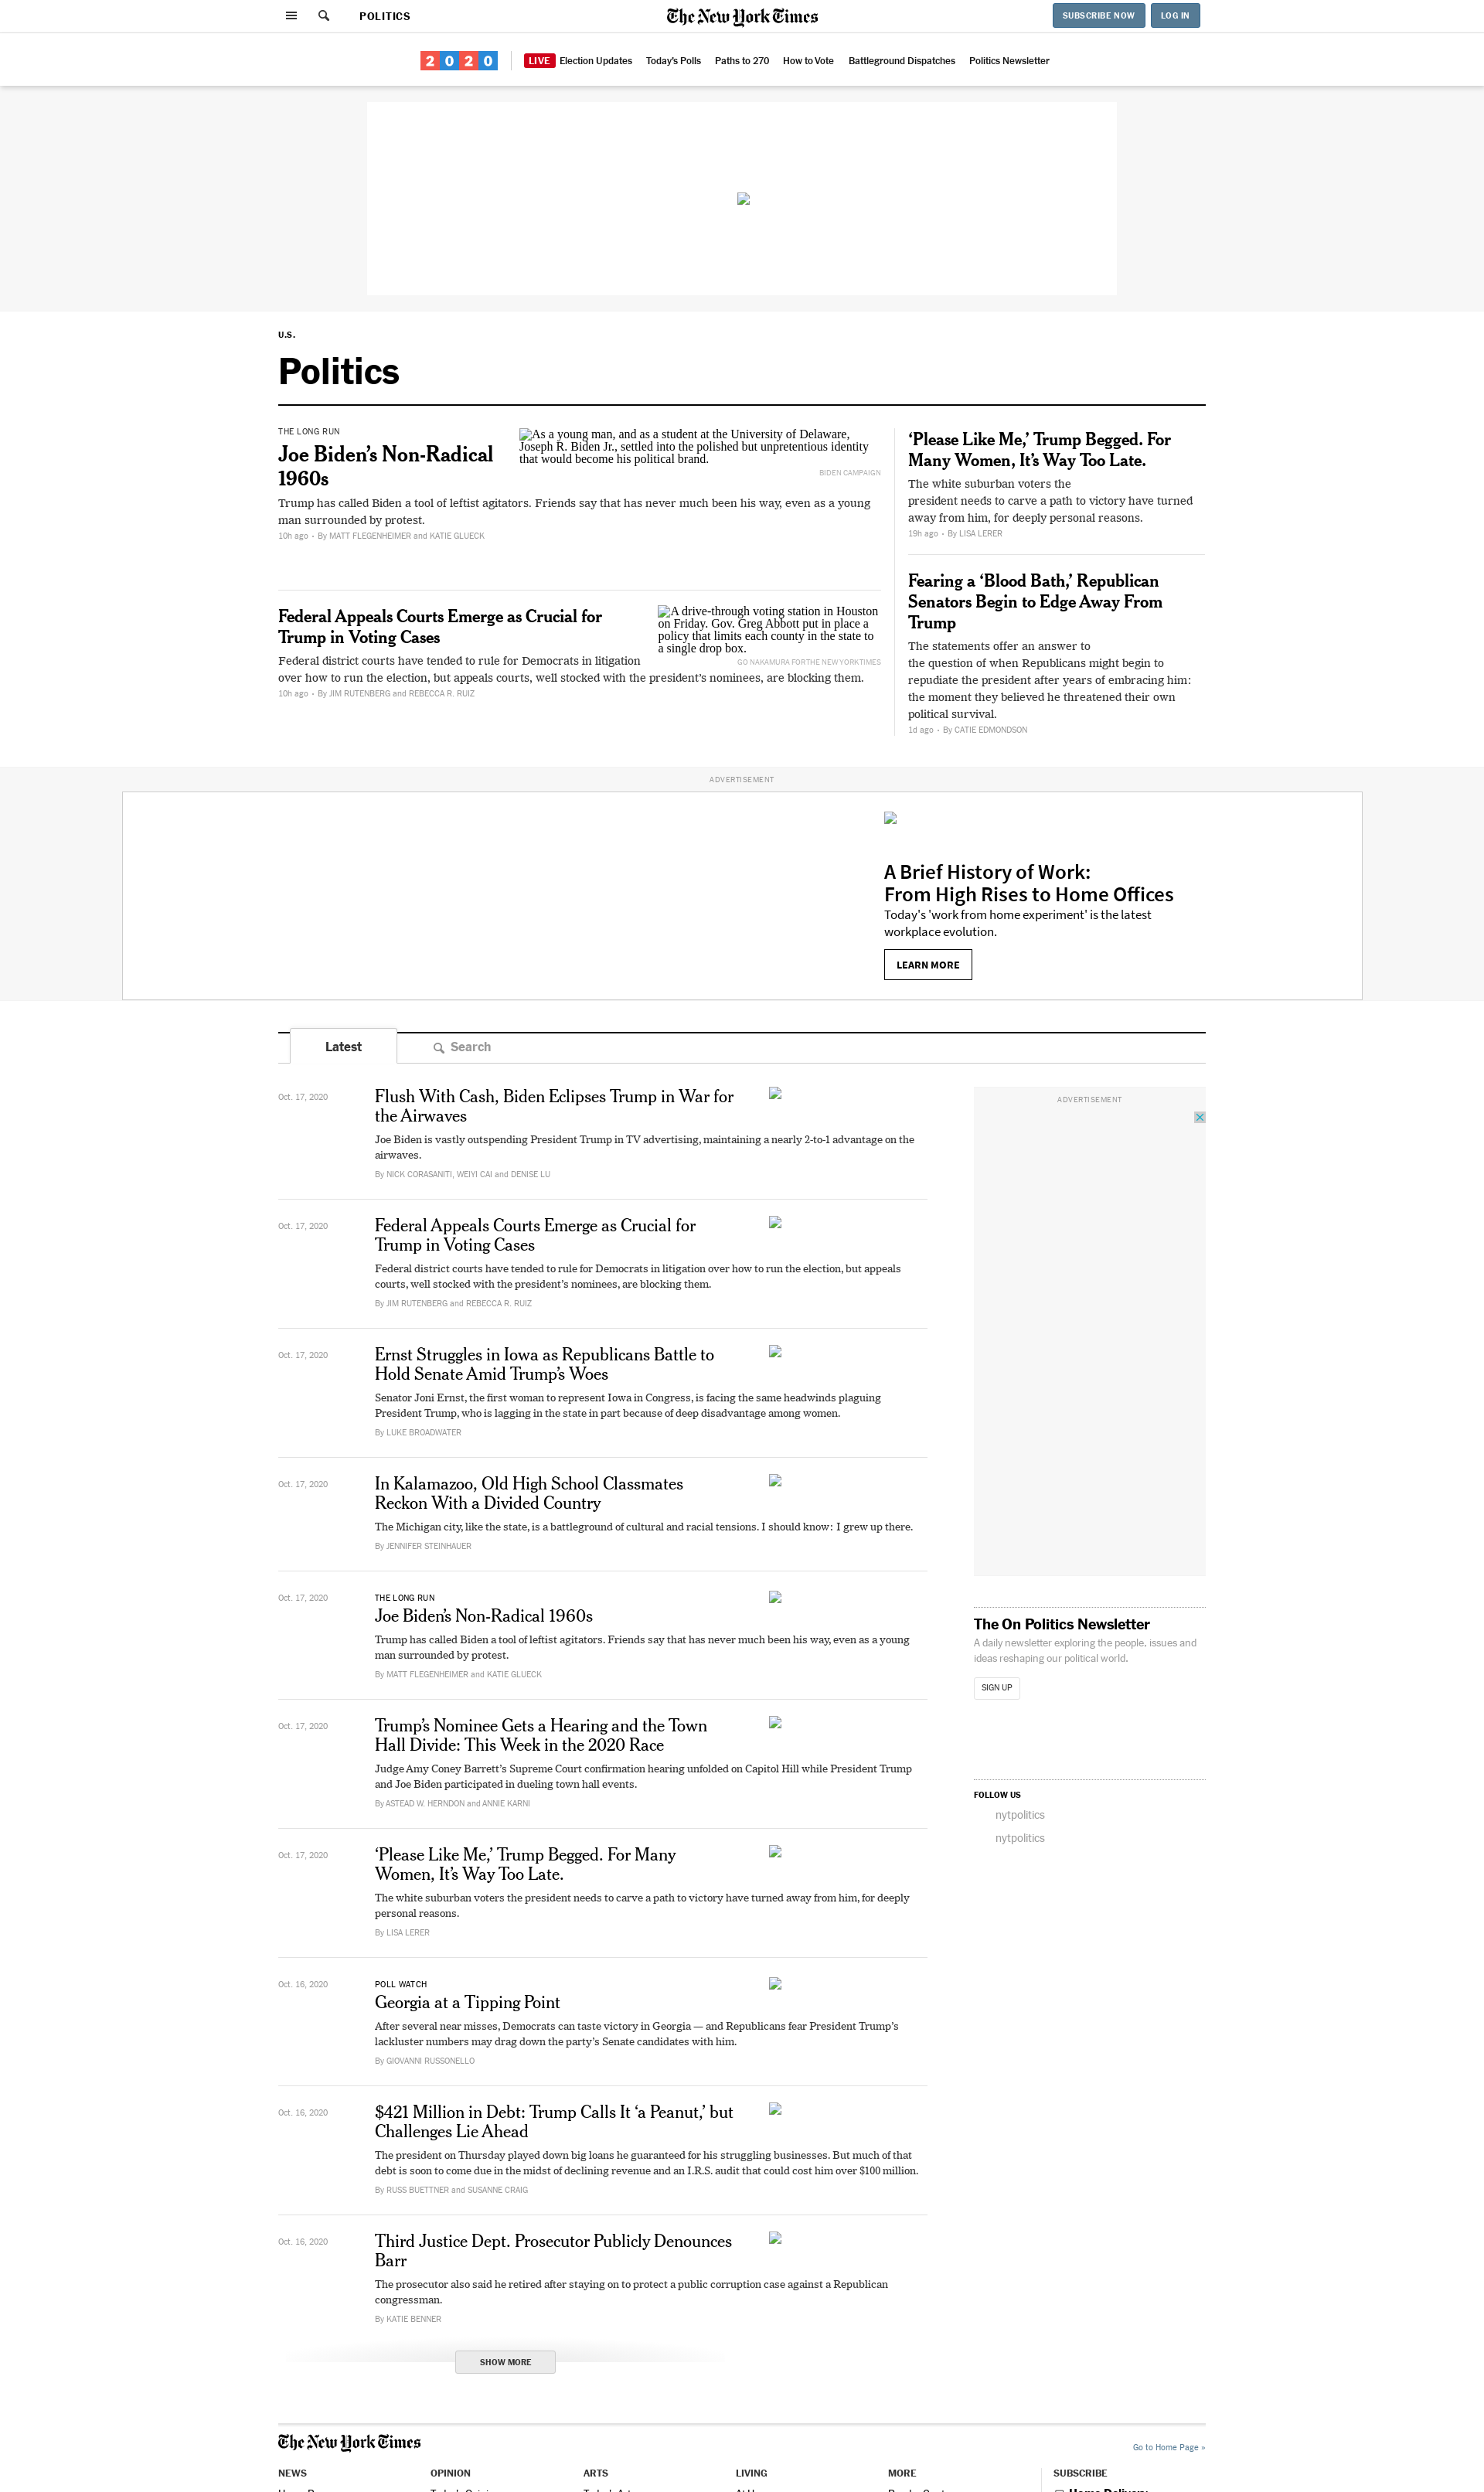 POLITICS
The New York Times
SUBSCRIBE NOW
LOG IN
2020
LIVE Election Updates
Today's Polls
Paths to 270
How to Vote
Battleground Dispatches
Politics Newsletter
U.S.
Politics
THE LONG RUN
Joe Biden’s Non-Radical
1960s
As a young man, and as a student at the University of Delaware,
Joseph R. Biden Jr., settled into the polished but unpretentious identity
that would become his political brand.
BIDEN CAMPAIGN
Trump has called Biden a tool of leftist agitators. Friends say that has never much been his way, even as a young
man surrounded by protest.
10h ago • By MATT FLEGENHEIMER and KATIE GLUECK
Federal Appeals Courts Emerge as Crucial for
Trump in Voting Cases
A drive-through voting station in Houston
on Friday. Gov. Greg Abbott put in place a
policy that limits each county in the state to
a single drop box.
GO NAKAMURA FOR THE NEW YORK TIMES
Federal district courts have tended to rule for Democrats in litigation
over how to run the election, but appeals courts, well stocked with the president’s nominees, are blocking them.
10h ago • By JIM RUTENBERG and REBECCA R. RUIZ
‘Please Like Me,’ Trump Begged. For
Many Women, It’s Way Too Late.
The white suburban voters the
president needs to carve a path to victory have turned
away from him, for deeply personal reasons.
19h ago • By LISA LERER
Fearing a ‘Blood Bath,’ Republican
Senators Begin to Edge Away From
Trump
The statements offer an answer to
the question of when Republicans might begin to
repudiate the president after years of embracing him:
the moment they believed he threatened their own
political survival.
1d ago • By CATIE EDMONDSON
ADVERTISEMENT
A Brief History of Work:
From High Rises to Home Offices
Today's 'work from home experiment' is the latest
workplace evolution.
LEARN MORE
Latest
Search
Oct. 17, 2020
Flush With Cash, Biden Eclipses Trump in War for
the Airwaves
Joe Biden is vastly outspending President Trump in TV advertising, maintaining a nearly 2-to-1 advantage on the
airwaves.
By NICK CORASANITI, WEIYI CAI and DENISE LU
Oct. 17, 2020
Federal Appeals Courts Emerge as Crucial for
Trump in Voting Cases
Federal district courts have tended to rule for Democrats in litigation over how to run the election, but appeals
courts, well stocked with the president’s nominees, are blocking them.
By JIM RUTENBERG and REBECCA R. RUIZ
Oct. 17, 2020
Ernst Struggles in Iowa as Republicans Battle to
Hold Senate Amid Trump’s Woes
Senator Joni Ernst, the first woman to represent Iowa in Congress, is facing the same headwinds plaguing
President Trump, who is lagging in the state in part because of deep disadvantage among women.
By LUKE BROADWATER
Oct. 17, 2020
In Kalamazoo, Old High School Classmates
Reckon With a Divided Country
The Michigan city, like the state, is a battleground of cultural and racial tensions. I should know: I grew up there.
By JENNIFER STEINHAUER
Oct. 17, 2020
THE LONG RUN
Joe Biden’s Non-Radical 1960s
Trump has called Biden a tool of leftist agitators. Friends say that has never much been his way, even as a young
man surrounded by protest.
By MATT FLEGENHEIMER and KATIE GLUECK
Oct. 17, 2020
Trump’s Nominee Gets a Hearing and the Town
Hall Divide: This Week in the 2020 Race
Judge Amy Coney Barrett’s Supreme Court confirmation hearing unfolded on Capitol Hill while President Trump
and Joe Biden participated in dueling town hall events.
By ASTEAD W. HERNDON and ANNIE KARNI
Oct. 17, 2020
‘Please Like Me,’ Trump Begged. For Many
Women, It’s Way Too Late.
The white suburban voters the president needs to carve a path to victory have turned away from him, for deeply
personal reasons.
By LISA LERER
Oct. 16, 2020
POLL WATCH
Georgia at a Tipping Point
After several near misses, Democrats can taste victory in Georgia — and Republicans fear President Trump’s
lackluster numbers may drag down the party’s Senate candidates with him.
By GIOVANNI RUSSONELLO
Oct. 16, 2020
$421 Million in Debt: Trump Calls It ‘a Peanut,’ but
Challenges Lie Ahead
The president on Thursday played down big loans he guaranteed for his struggling businesses. But much of that
debt is soon to come due in the midst of declining revenue and an I.R.S. audit that could cost him over $100 million.
By RUSS BUETTNER and SUSANNE CRAIG
Oct. 16, 2020
Third Justice Dept. Prosecutor Publicly Denounces
Barr
The prosecutor also said he retired after staying on to protect a public corruption case against a Republican
congressman.
By KATIE BENNER
SHOW MORE
ADVERTISEMENT
The On Politics Newsletter
A daily newsletter exploring the people, issues and
ideas reshaping our political world.
SIGN UP
FOLLOW US
nytpolitics
nytpolitics
The New York Times
Go to Home Page »
NEWS
OPINION
ARTS
LIVING
MORE
SUBSCRIBE